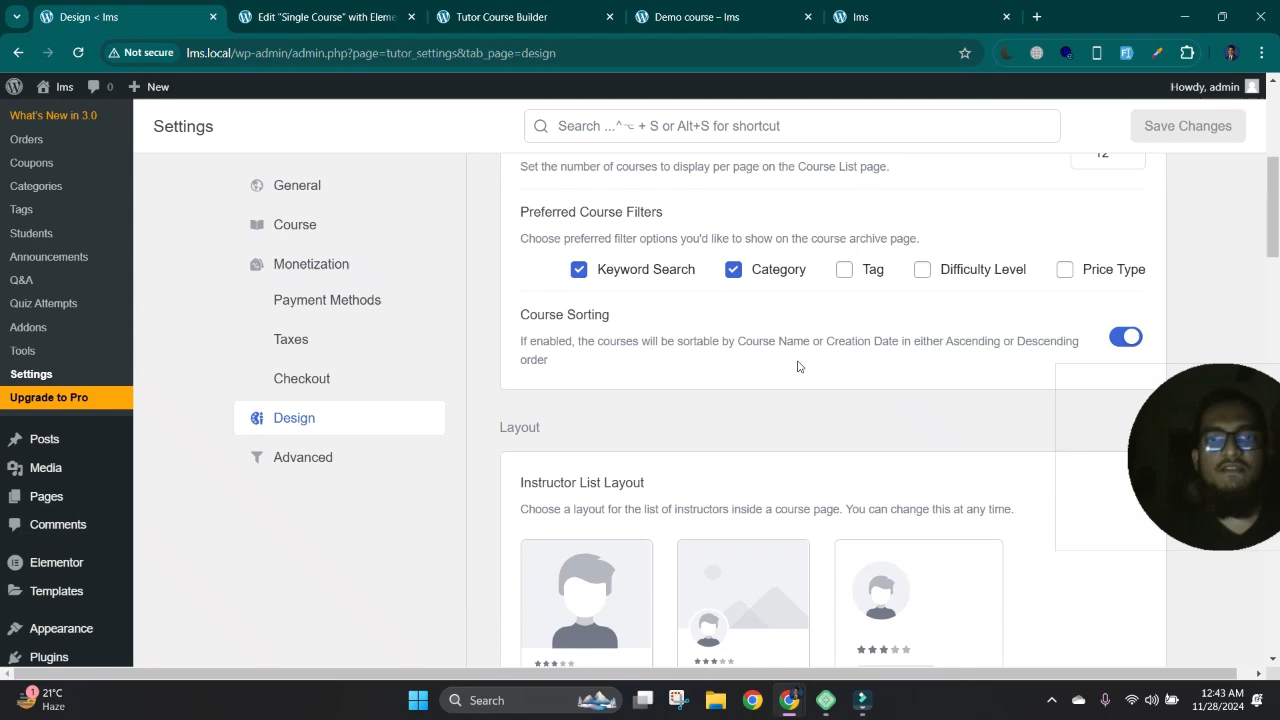 Design < lms
Edit "Single Course" with Eleme
Tutor Course Builder
Demo course – lms
lms
Not secure
lms.local/wp-admin/admin.php?page=tutor_settings&tab_page=design
lms
0
New
Howdy, admin
What's New in 3.0
Orders
Coupons
Categories
Tags
Students
Announcements
Q&A
Quiz Attempts
Addons
Tools
Settings
Upgrade to Pro
Posts
Media
Pages
Comments
Elementor
Templates
Appearance
Plugins
Settings
Search ...^⌥ + S or Alt+S for shortcut
Save Changes
General
Course
Monetization
Payment Methods
Taxes
Checkout
Design
Advanced
12
Set the number of courses to display per page on the Course List page.
Preferred Course Filters
Choose preferred filter options you'd like to show on the course archive page.
Keyword Search
Category
Tag
Difficulty Level
Price Type
Course Sorting
If enabled, the courses will be sortable by Course Name or Creation Date in either Ascending or Descending
order
Layout
Instructor List Layout
Choose a layout for the list of instructors inside a course page. You can change this at any time.
21°C
Haze
1
Search
12:43 AM
11/28/2024